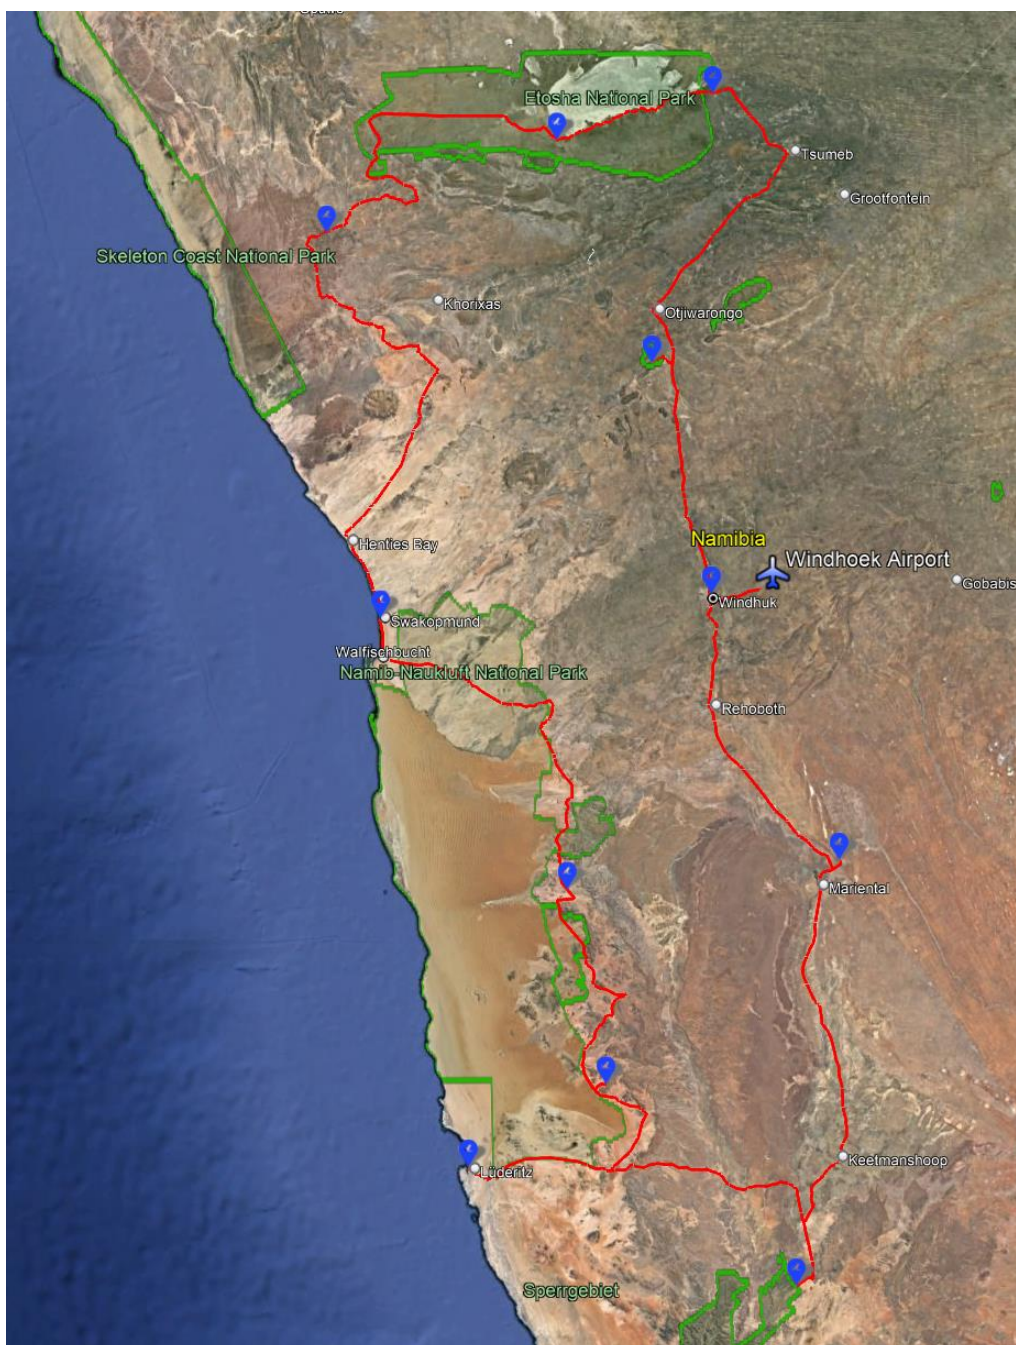 Opuwo
Etosha National Park
Tsumeb
Grootfontein
Skeleton Coast National Park
Khorixas
Otjiwarongo
Namibia
Henties Bay
Windhoek Airport
Gobabis
Windhuk
Swakopmund
Walfischbucht
Namib-Naukluft National Park
Rehoboth
Mariental
Keetmanshoop
Lüderitz
Sperrgebiet